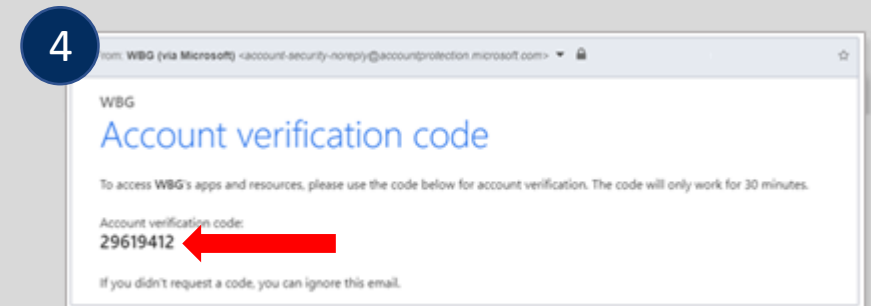 4
From: WBG (via Microsoft) <account-security-noreply@accountprotection.microsoft.com>
WBG
Account verification code
To access WBG's apps and resources, please use the code below for account verification. The code will only work for 30 minutes.
Account verification code:
29619412
If you didn't request a code, you can ignore this email.